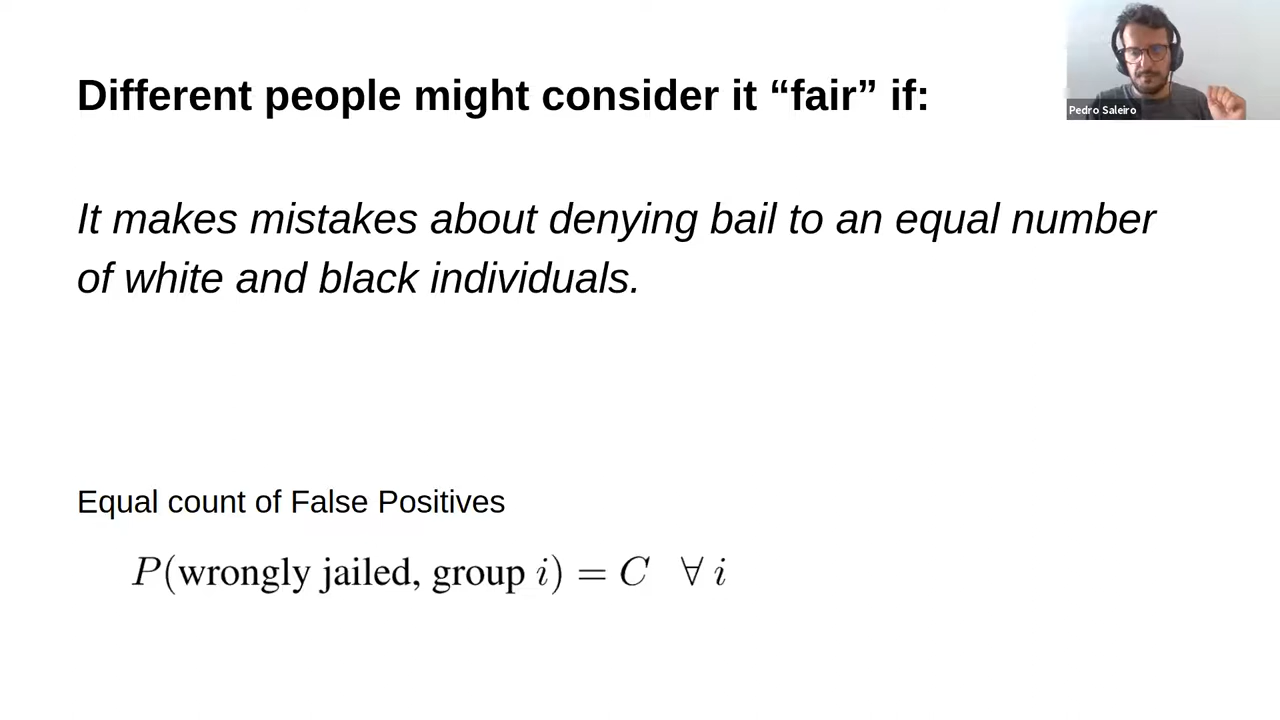 Different people might consider it “fair” if:
Pedro Saleiro
It makes mistakes about denying bail to an equal number
of white and black individuals.
Equal count of False Positives
P(wrongly jailed, group i) = C ∀ i